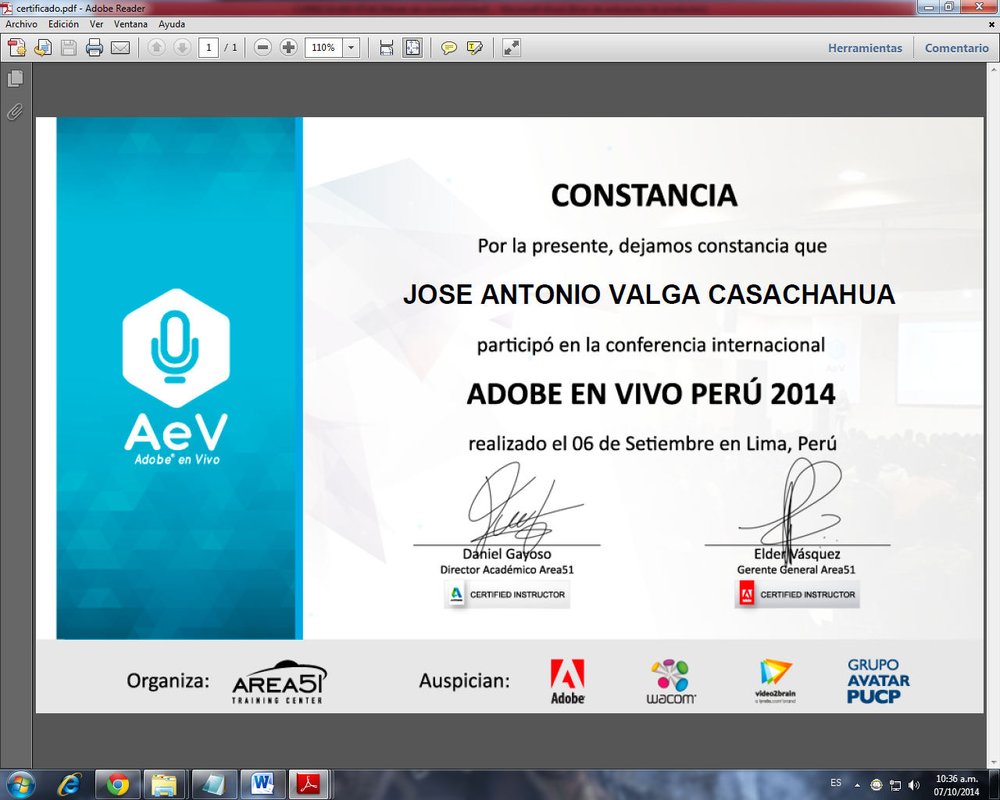 certificado.pdf - Adobe Reader
Archivo Edición Ver Ventana Ayuda
1 / 1 110% Herramientas Comentario
CONSTANCIA
Por la presente, dejamos constancia que
JOSE ANTONIO VALGA CASACHAHUA
participó en la conferencia internacional
ADOBE EN VIVO PERÚ 2014
realizado el 06 de Setiembre en Lima, Perú
AeV
Adobe® en Vivo
Daniel Gayoso
Director Académico Area51
CERTIFIED INSTRUCTOR
Elder Vásquez
Gerente General Area51
CERTIFIED INSTRUCTOR
Organiza: AREA51
TRAINING CENTER
Auspician: Adobe
wacom
video2brain
a lynda.com brand
GRUPO
AVATAR
PUCP
ES 10:36 a.m.
07/10/2014